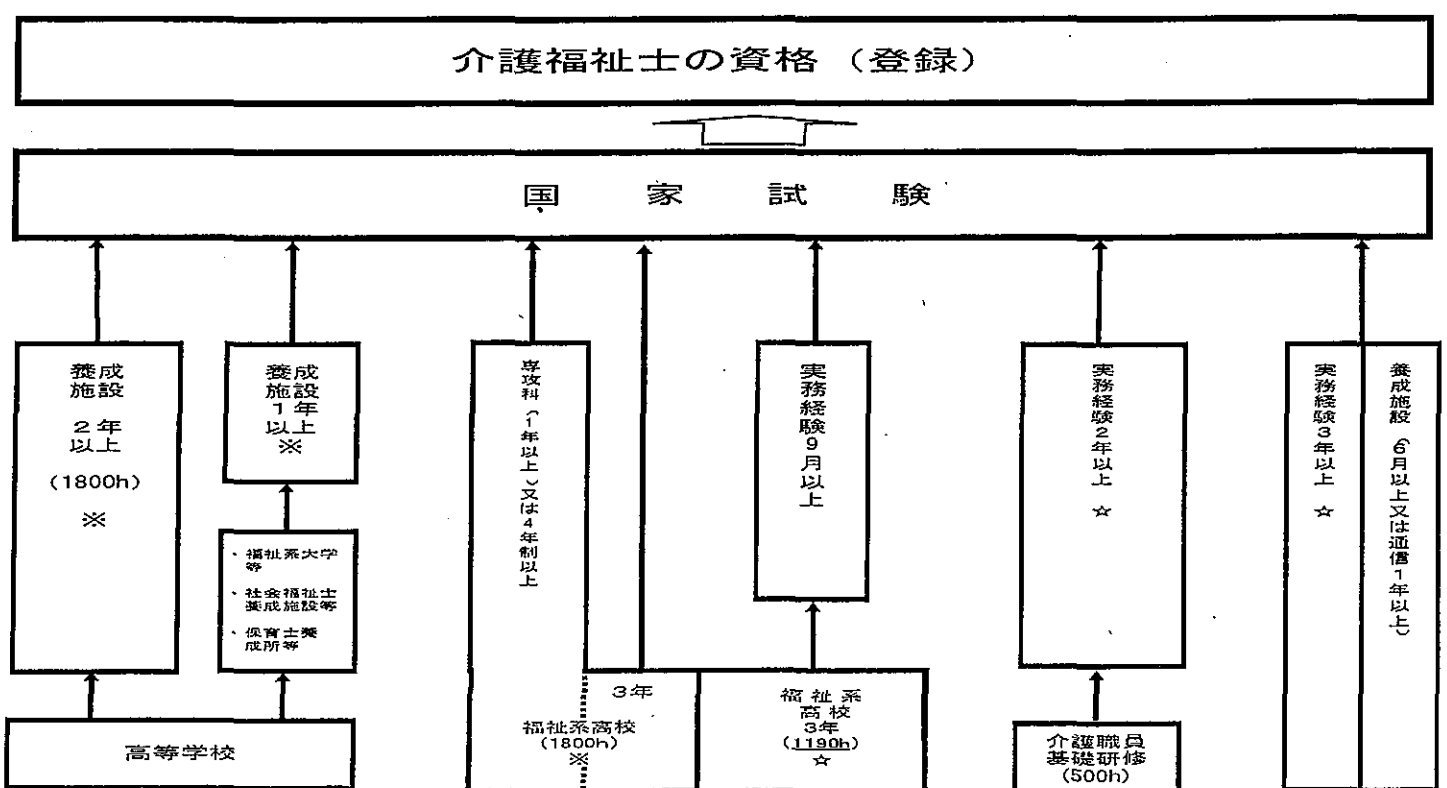 介護福祉士の資格（登録）
国家試験
養成
施設
２年
以上
(1800h)
※
養成
施設
１年
以上
※
・福祉系大学
等
・社会福祉士
養成施設等
・保育士養
成所等
高等学校
専攻科（１年以上）又は４年制以上
3年
福祉系高校
(1800h)
※
実務経験９月以上
福祉系
高校
3年
(1190h)
☆
実務経験２年以上 ☆
介護職員
基礎研修
(500h)
実務経験３年以上 ☆
養成施設（６月以上又は通信１年以上）